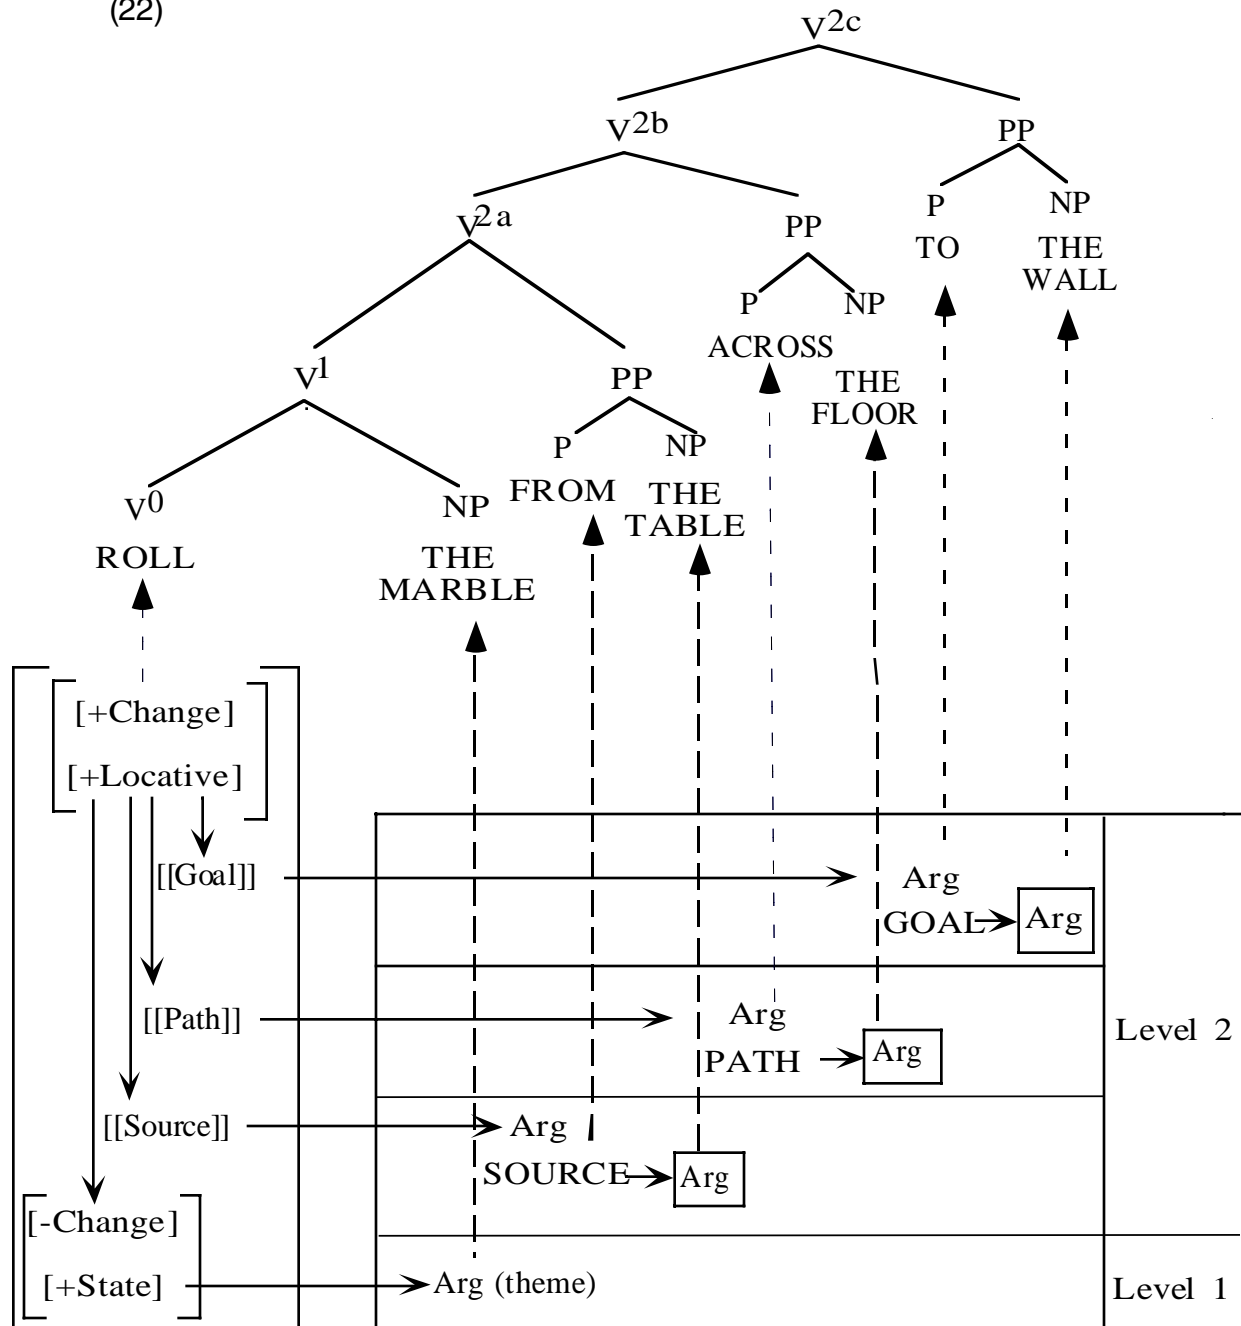 (22)
V2c
V2b
PP
V2a
PP
P
NP
TO
THE
WALL
P
NP
ACROSS
THE
FLOOR
V1
PP
P
NP
FROM
THE
TABLE
V0
NP
ROLL
THE
MARBLE
[+Change]
[+Locative]
[[Goal]]
Arg
GOAL
Arg
[[Path]]
Arg
PATH
Arg
Level 2
[[Source]]
Arg
SOURCE
Arg
[-Change]
[+State]
Arg (theme)
Level 1